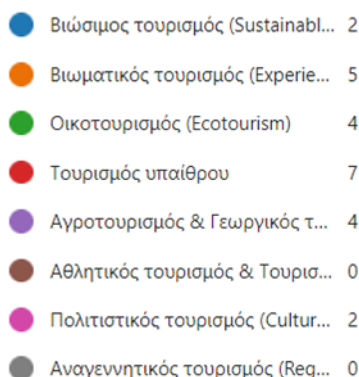 Βιώσιμος τουρισμός (Sustainabl... 2
Βιωματικός τουρισμός (Experie... 5
Οικοτουρισμός (Ecotourism) 4
Τουρισμός υπαίθρου 7
Αγροτουρισμός & Γεωργικός τ... 4
Αθλητικός τουρισμός & Τουρισ... 0
Πολιτιστικός τουρισμός (Cultur... 2
Αναγεννητικός τουρισμός (Reg... 0